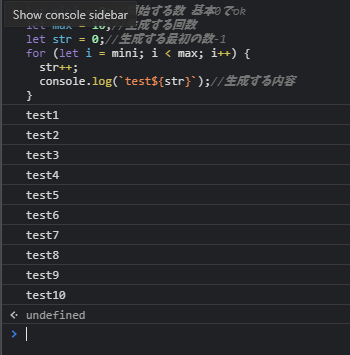 Show console sidebar
始する数 基本0でok
let max = 10;//生成する回数
let str = 0;//生成する最初の数-1
for (let i = mini; i < max; i++) {
str++;
console.log(`test${str}`);//生成する内容
}
test1
test2
test3
test4
test5
test6
test7
test8
test9
test10
undefined